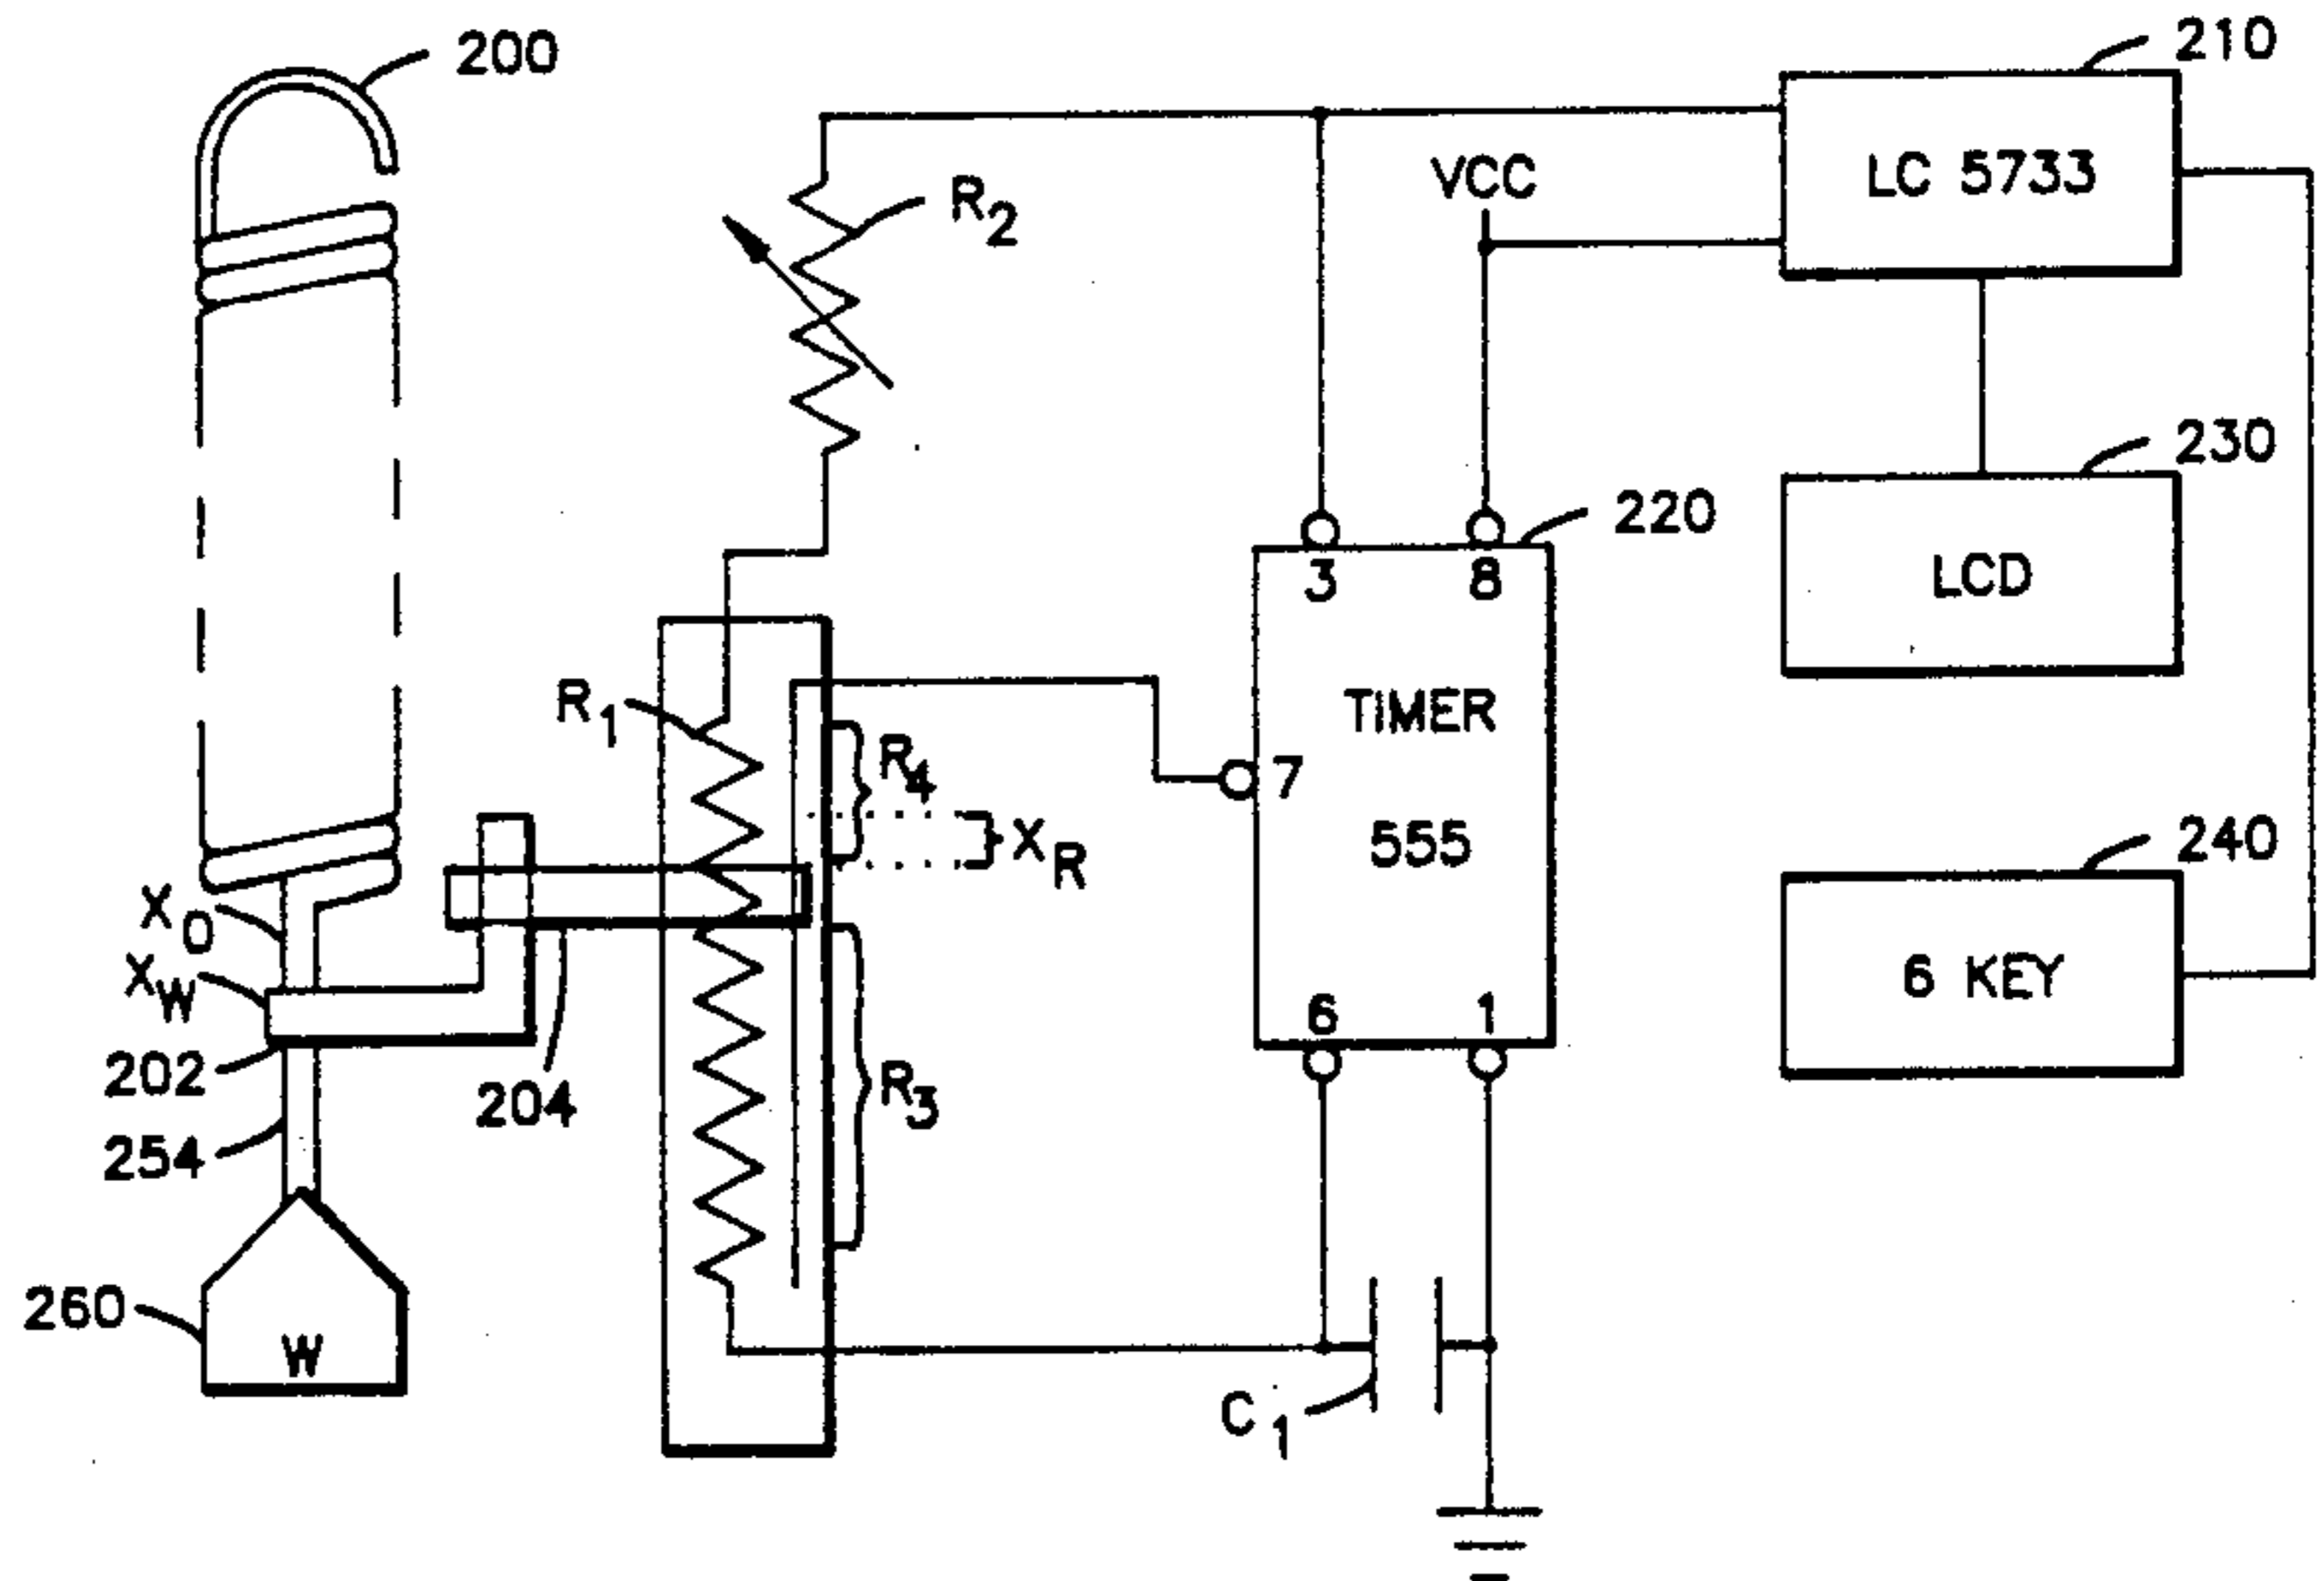 200
210
LC 5733
VCC
R2
230
LCD
220
3 8
TIMER
555
7
6 1
R1
R4
XR
240
6 KEY
X0
XW
202
204
254
R3
260
W
C1